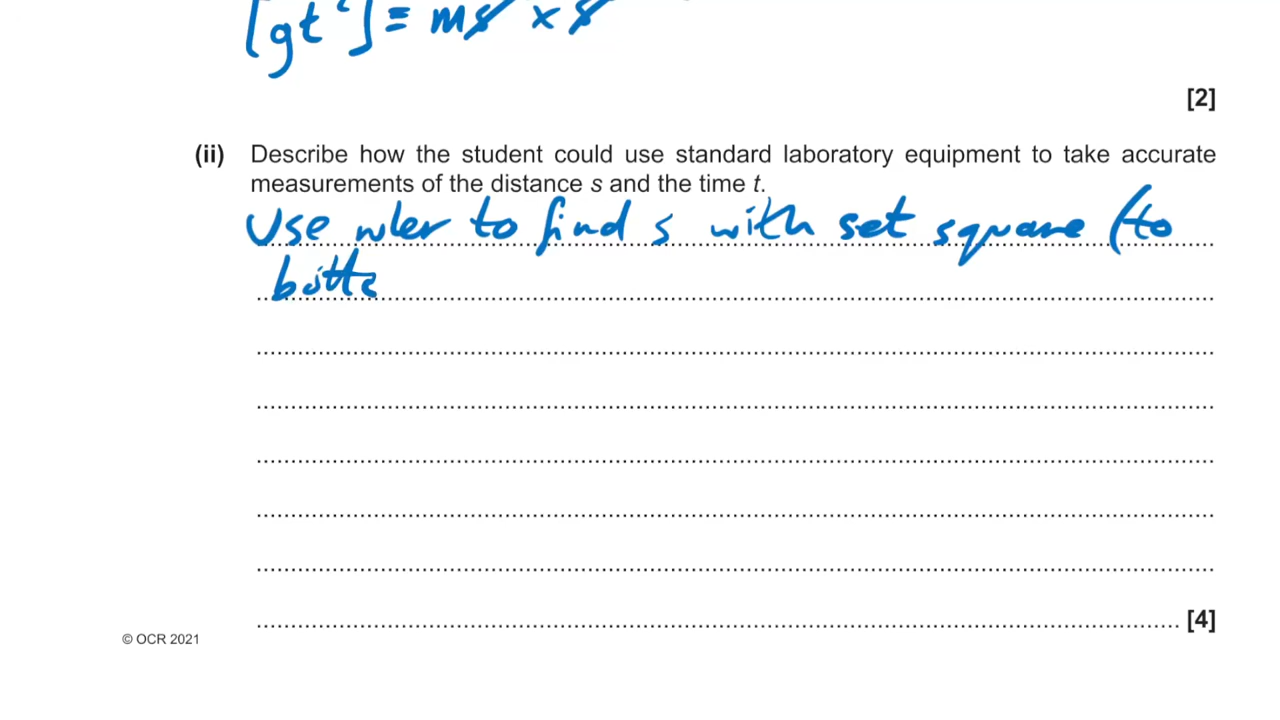 [gt²] = ms̸ × s̸
[2]
(ii) Describe how the student could use standard laboratory equipment to take accurate
measurements of the distance s and the time t.
Use ruler to find s with set square (to
botto
[4]
© OCR 2021